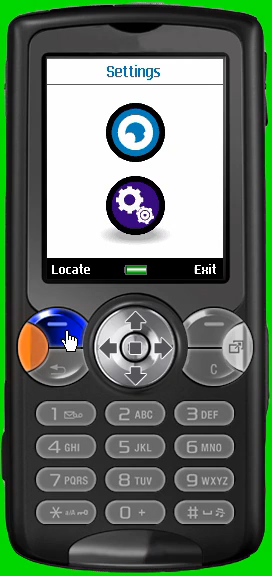 Settings
Locate Exit
C
1 2 ABC 3 DEF
4 GHI 5 JKL 6 MNO
7 PQRS 8 TUV 9 WXYZ
* a/A 0 + #